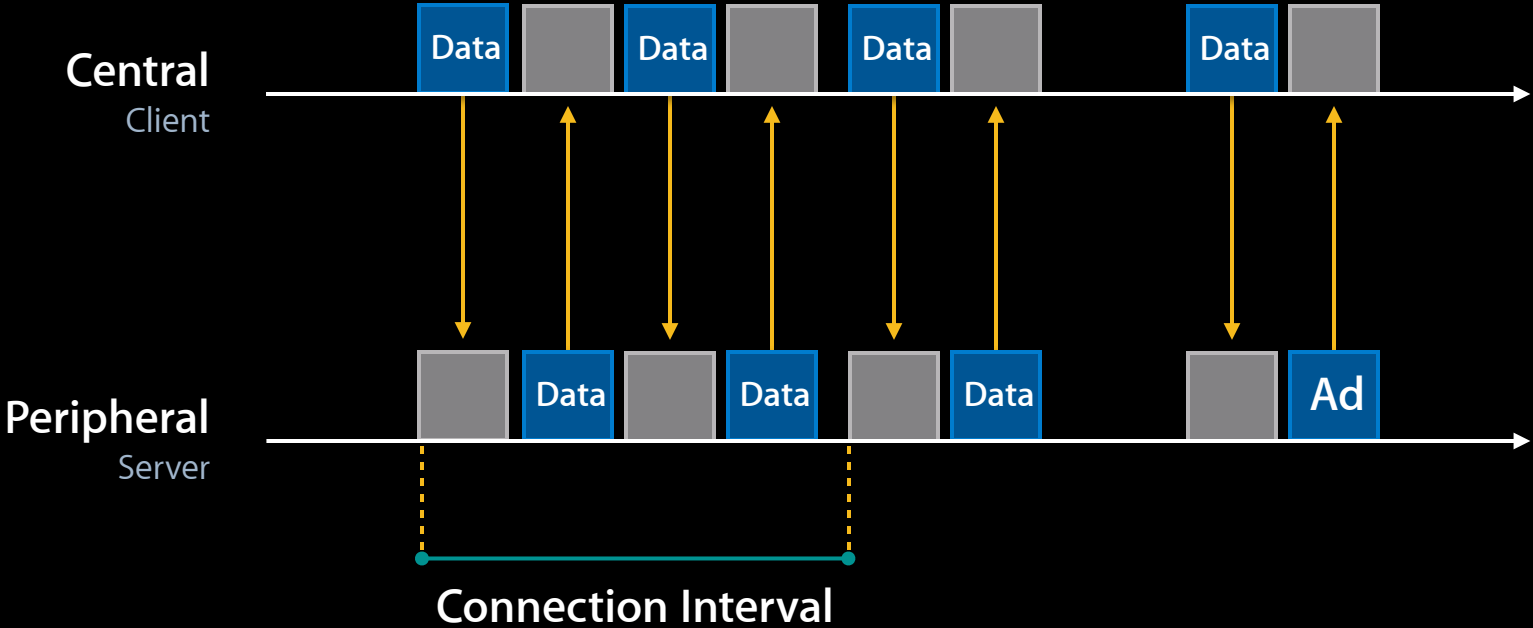 Data Data Data Data
Central
Client
Data Data Data Ad
Peripheral
Server
Connection Interval